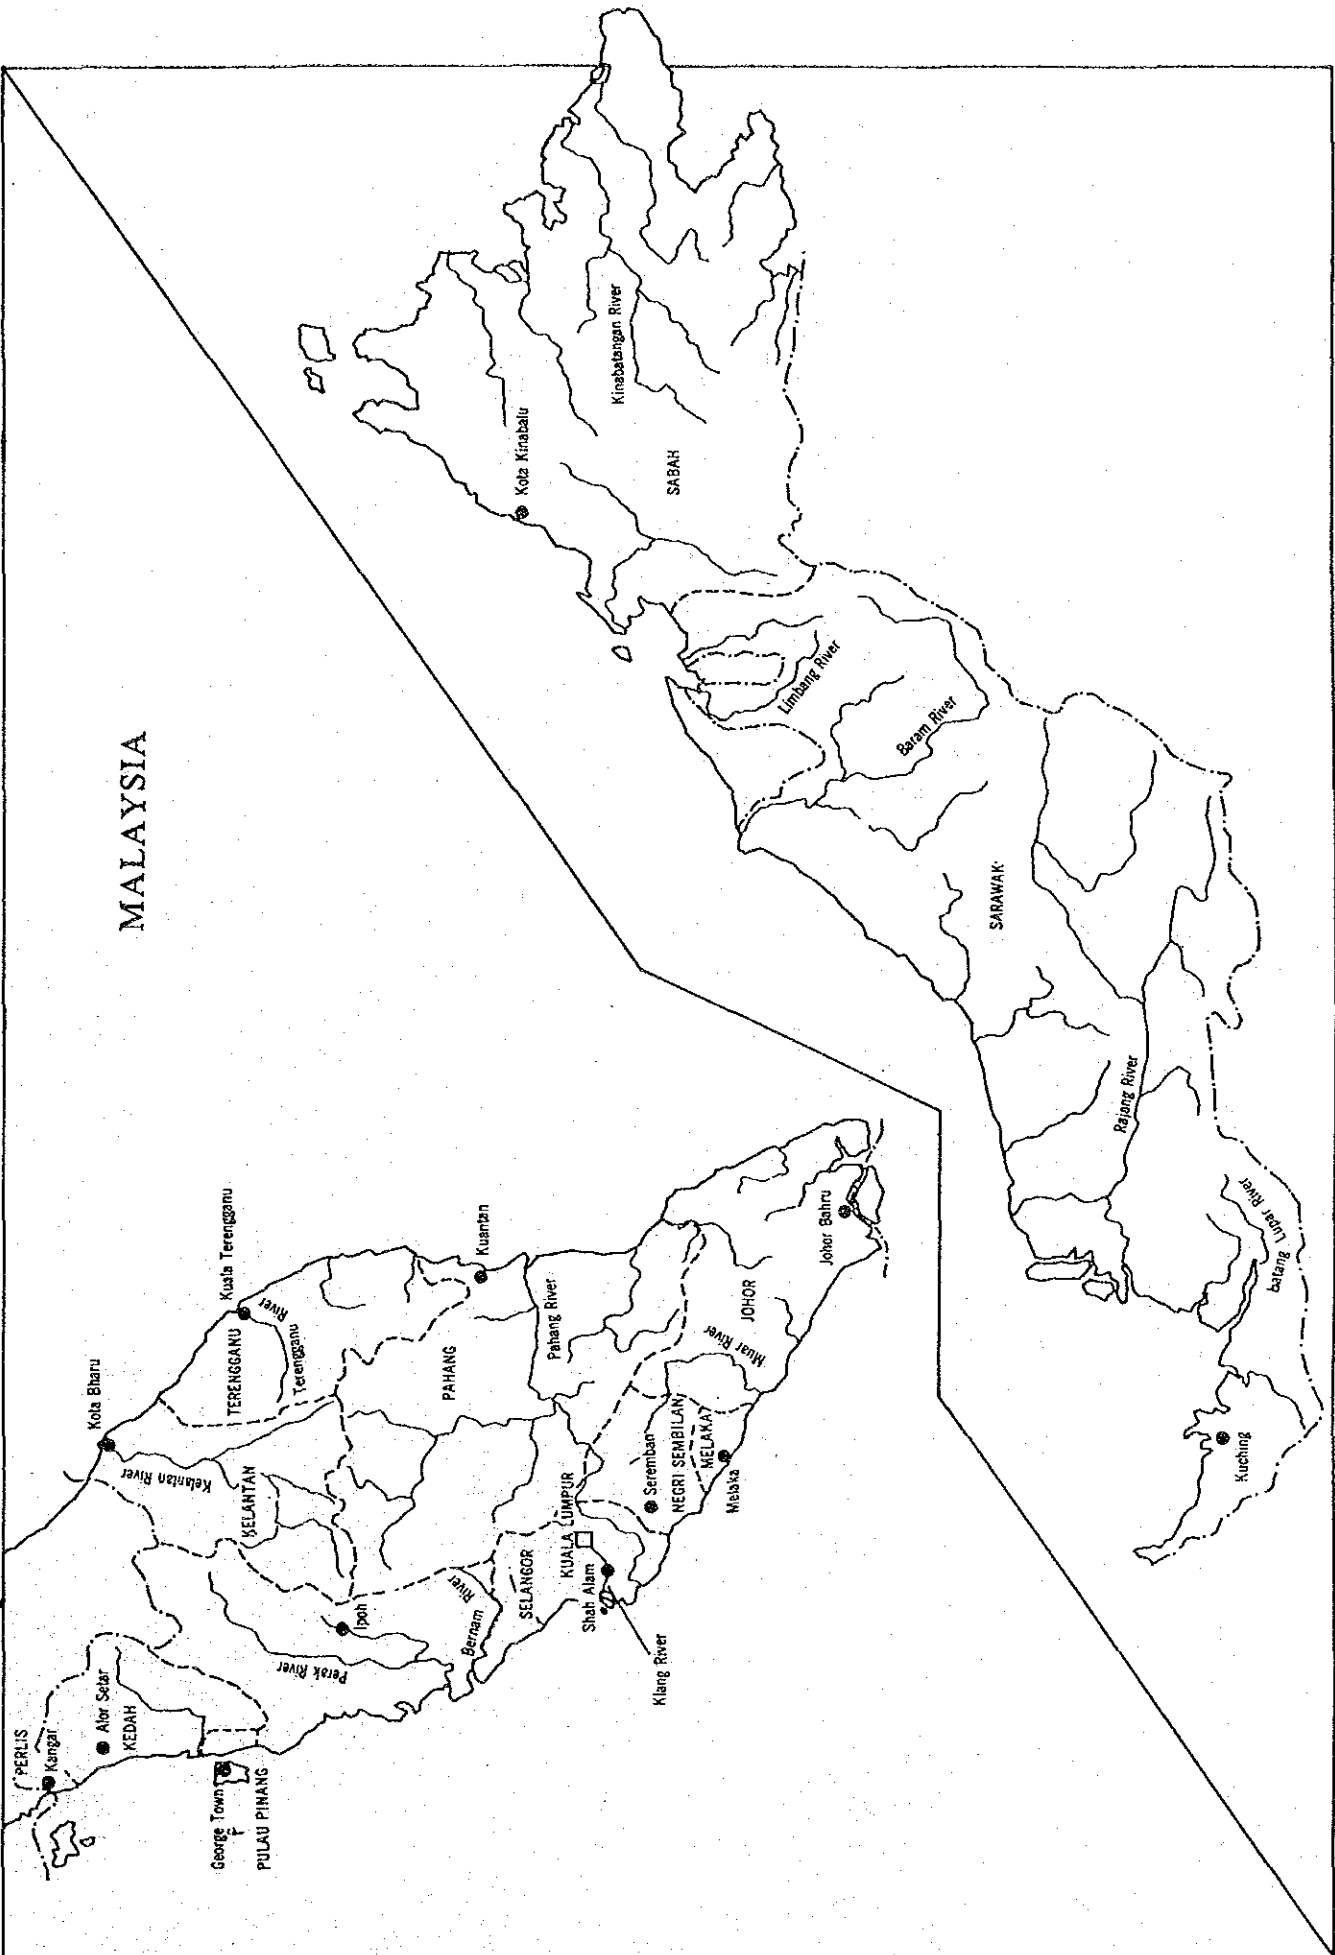 MALAYSIA
PERLIS
Kangar
Alor Setar
KEDAH
George Town
PULAU PINANG
Perak River
Ipoh
Bernam
River
SELANGOR
Shah Alam
KUALA LUMPUR
Klang River
Kota Bharu
Kelantan River
KELANTAN
Kuala Terengganu
TERENGGANU
Terengganu
River
PAHANG
Kuantan
Pahang River
Seremban
NEGRI SEMBILAN
MELAKA
Melaka
Muar River
JOHOR
Johor Bahru
Kota Kinabalu
Kinabatangan River
SABAH
Limbang River
Baram River
SARAWAK
Rajang River
batang Lupar River
Kuching